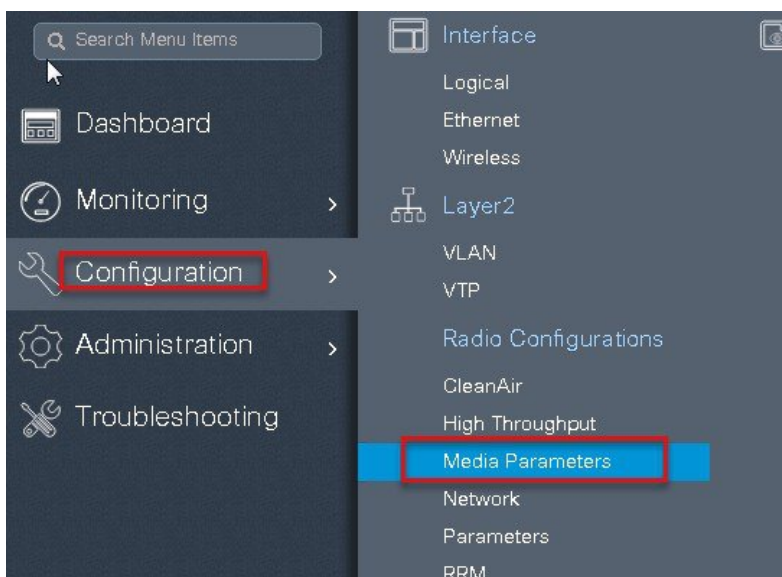 Search Menu Items
Dashboard
Monitoring
Configuration
Administration
Troubleshooting
Interface
Logical
Ethernet
Wireless
Layer2
VLAN
VTP
Radio Configurations
CleanAir
High Throughput
Media Parameters
Network
Parameters
RRM